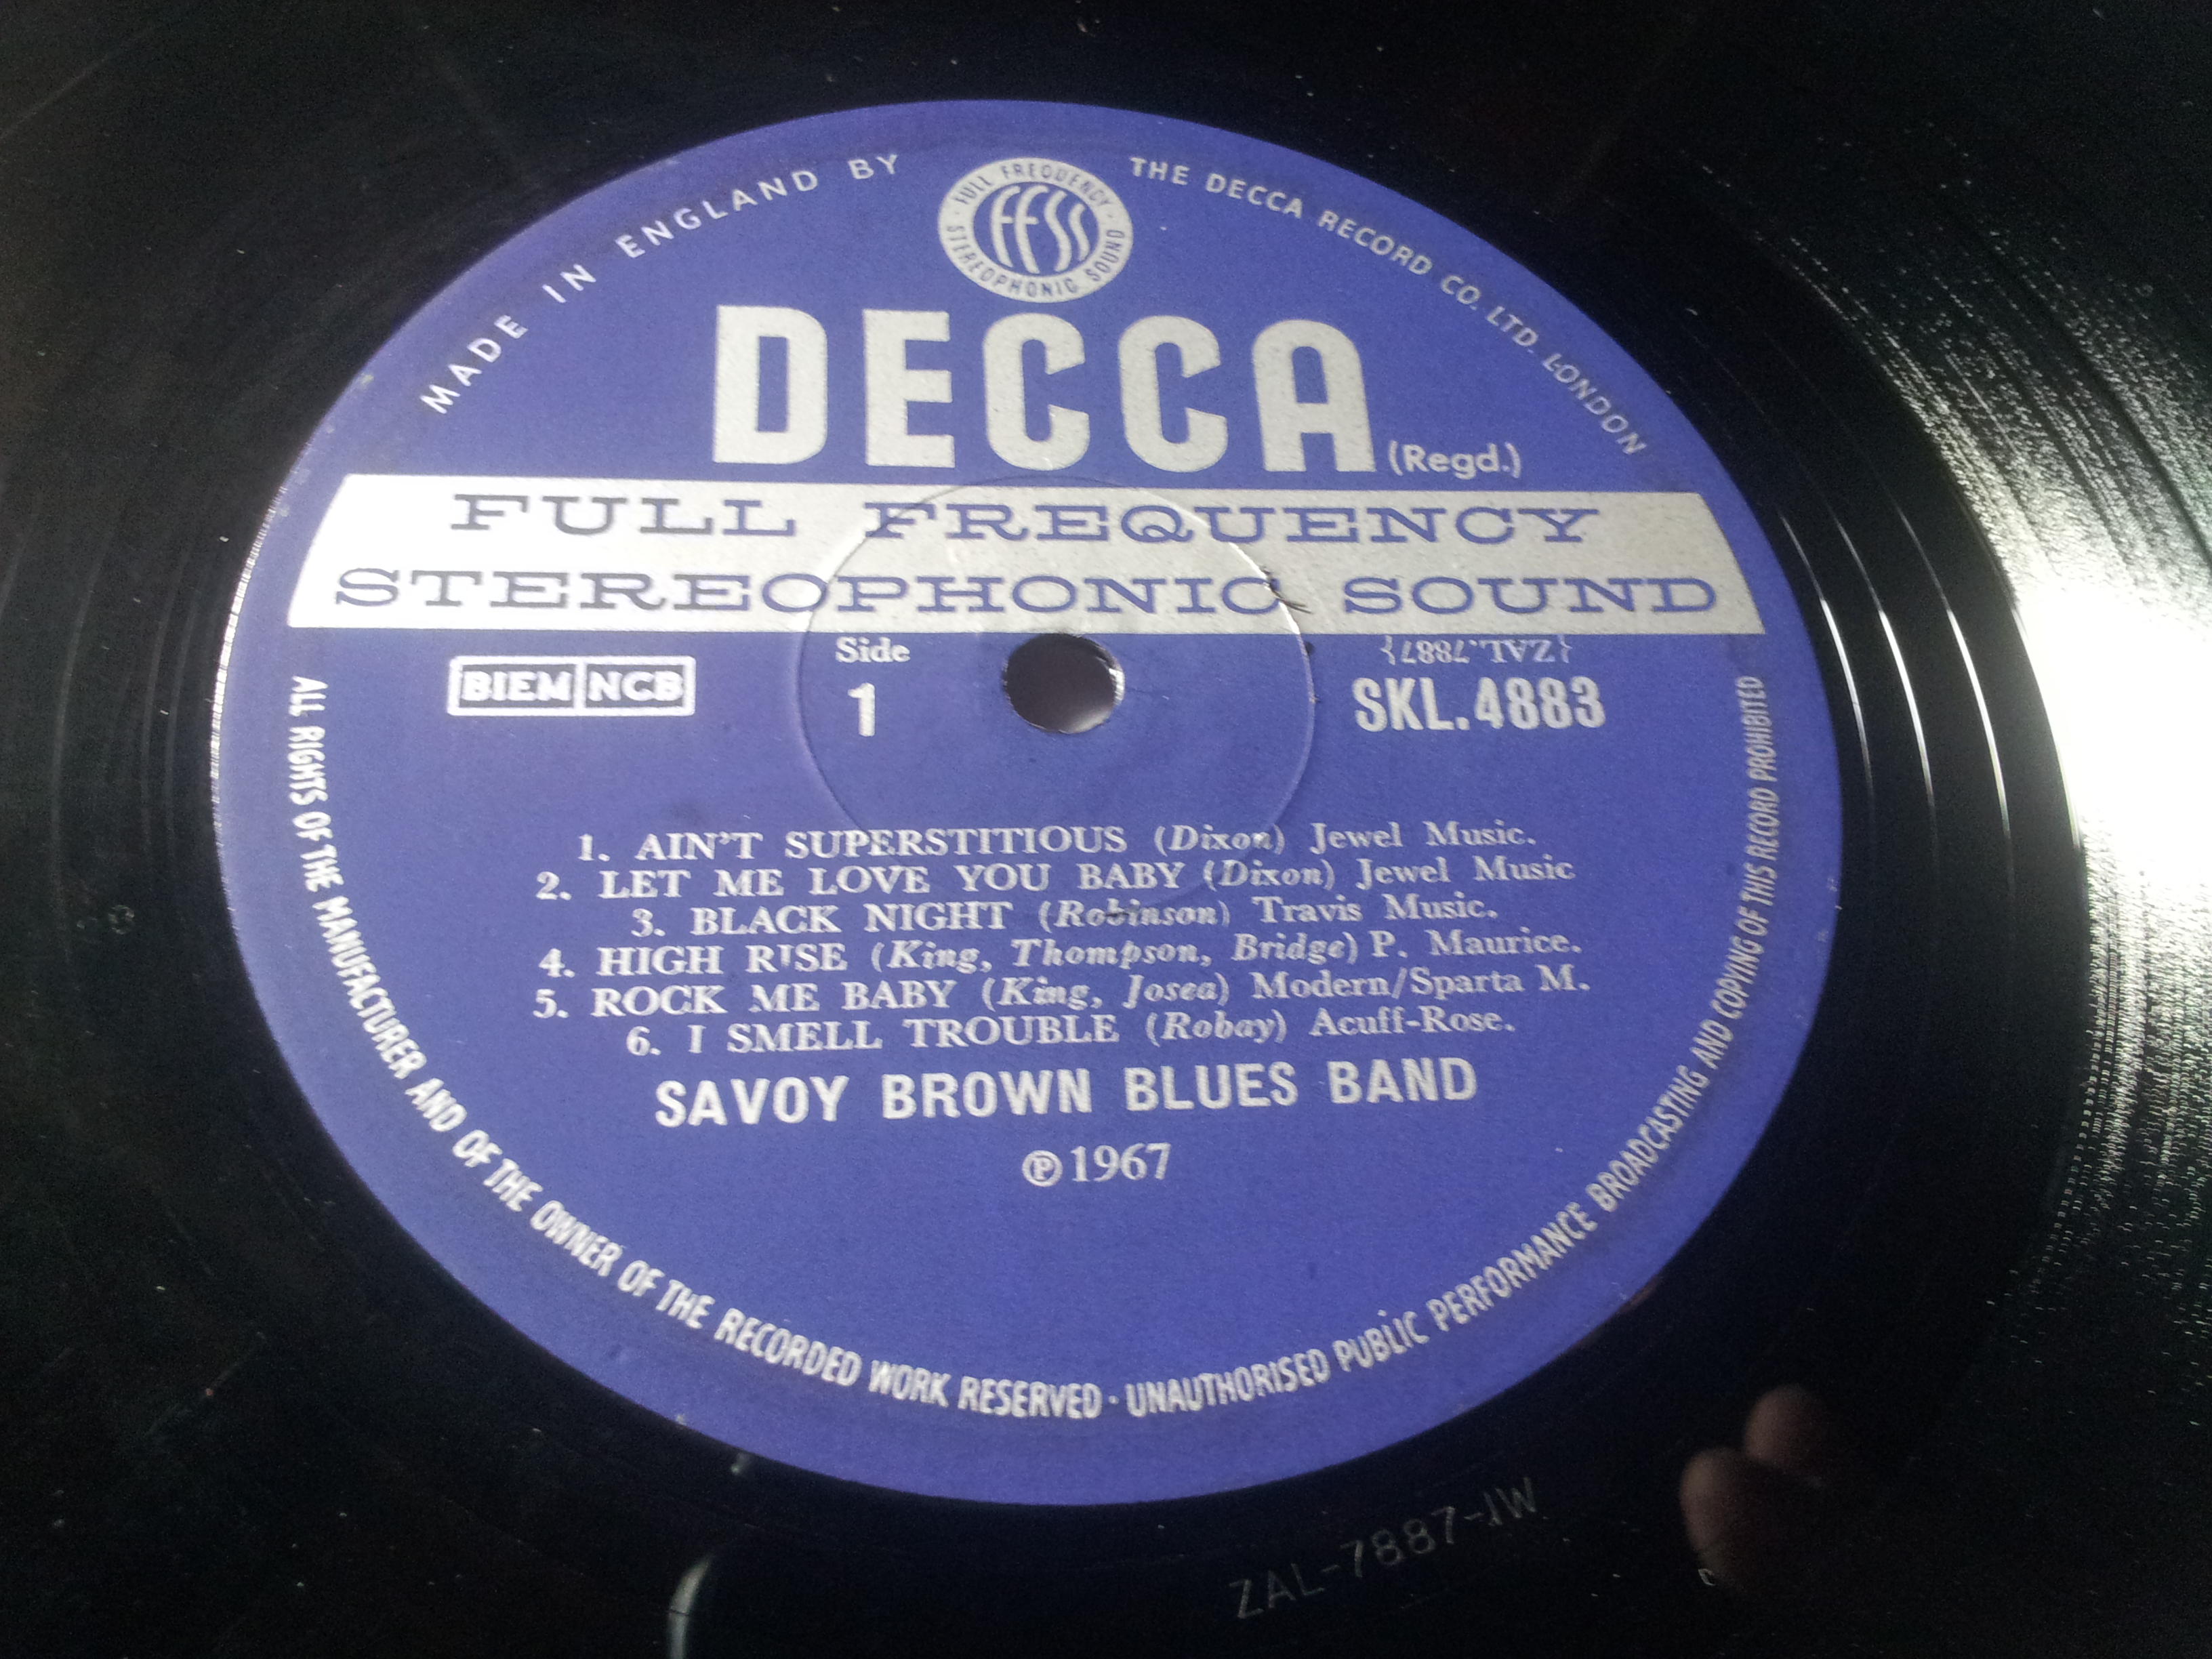 MADE IN ENGLAND BY THE DECCA RECORD CO. LTD. LONDON
FULL FREQUENCY STEREOPHONIC SOUND
FFSS
DECCA (Regd.)
FULL FREQUENCY
STEREOPHONIC SOUND
BIEM NCB
Side
1
{ZAL.7887}
SKL.4883
1. AIN'T SUPERSTITIOUS (Dixon) Jewel Music.
2. LET ME LOVE YOU BABY (Dixon) Jewel Music
3. BLACK NIGHT (Robinson) Travis Music.
4. HIGH RISE (King, Thompson, Bridge) P. Maurice.
5. ROCK ME BABY (King, Josea) Modern/Sparta M.
6. I SMELL TROUBLE (Robay) Acuff-Rose.
SAVOY BROWN BLUES BAND
℗ 1967
ALL RIGHTS OF THE MANUFACTURER AND OF THE OWNER OF THE RECORDED WORK RESERVED · UNAUTHORISED PUBLIC PERFORMANCE BROADCASTING AND COPYING OF THIS RECORD PROHIBITED
ZAL-7887-1W